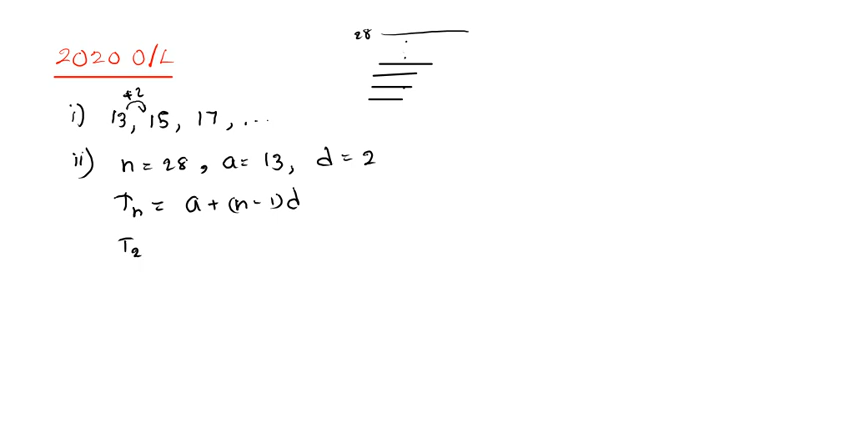 2020 O/L
28
+2
i) 13, 15, 17, ...
ii) n = 28, a = 13, d = 2
Tn = a + (n - 1)d
T2